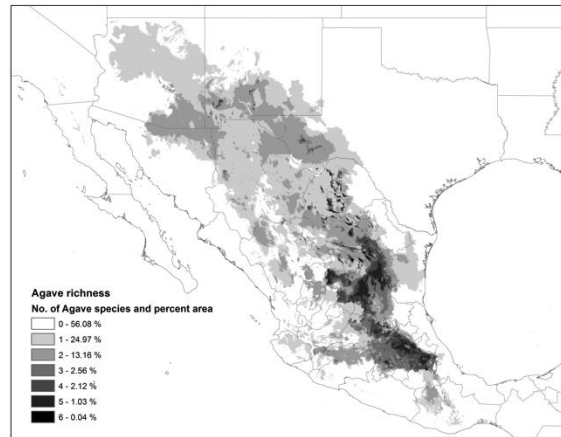 Agave richness
No. of Agave species and percent area
0 - 56.08 %
1 - 24.97 %
2 - 13.16 %
3 - 2.56 %
4 - 2.12 %
5 - 1.03 %
6 - 0.04 %